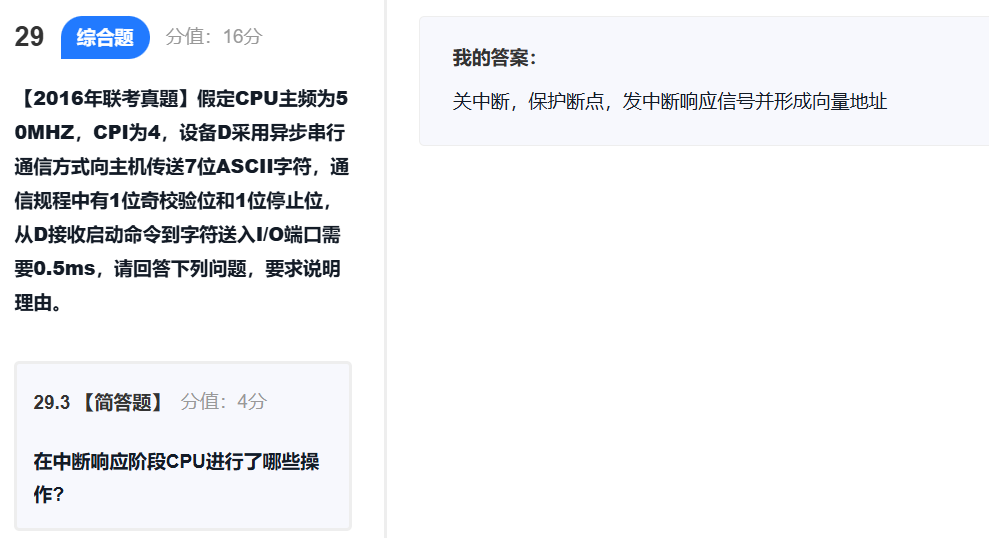 29 综合题 分值：16分
【2016年联考真题】假定CPU主频为5
0MHZ，CPI为4，设备D采用异步串行
通信方式向主机传送7位ASCII字符，通
信规程中有1位奇校验位和1位停止位，
从D接收启动命令到字符送入I/O端口需
要0.5ms，请回答下列问题，要求说明
理由。
29.3 【简答题】 分值：4分
在中断响应阶段CPU进行了哪些操
作？
我的答案：
关中断，保护断点，发中断响应信号并形成向量地址